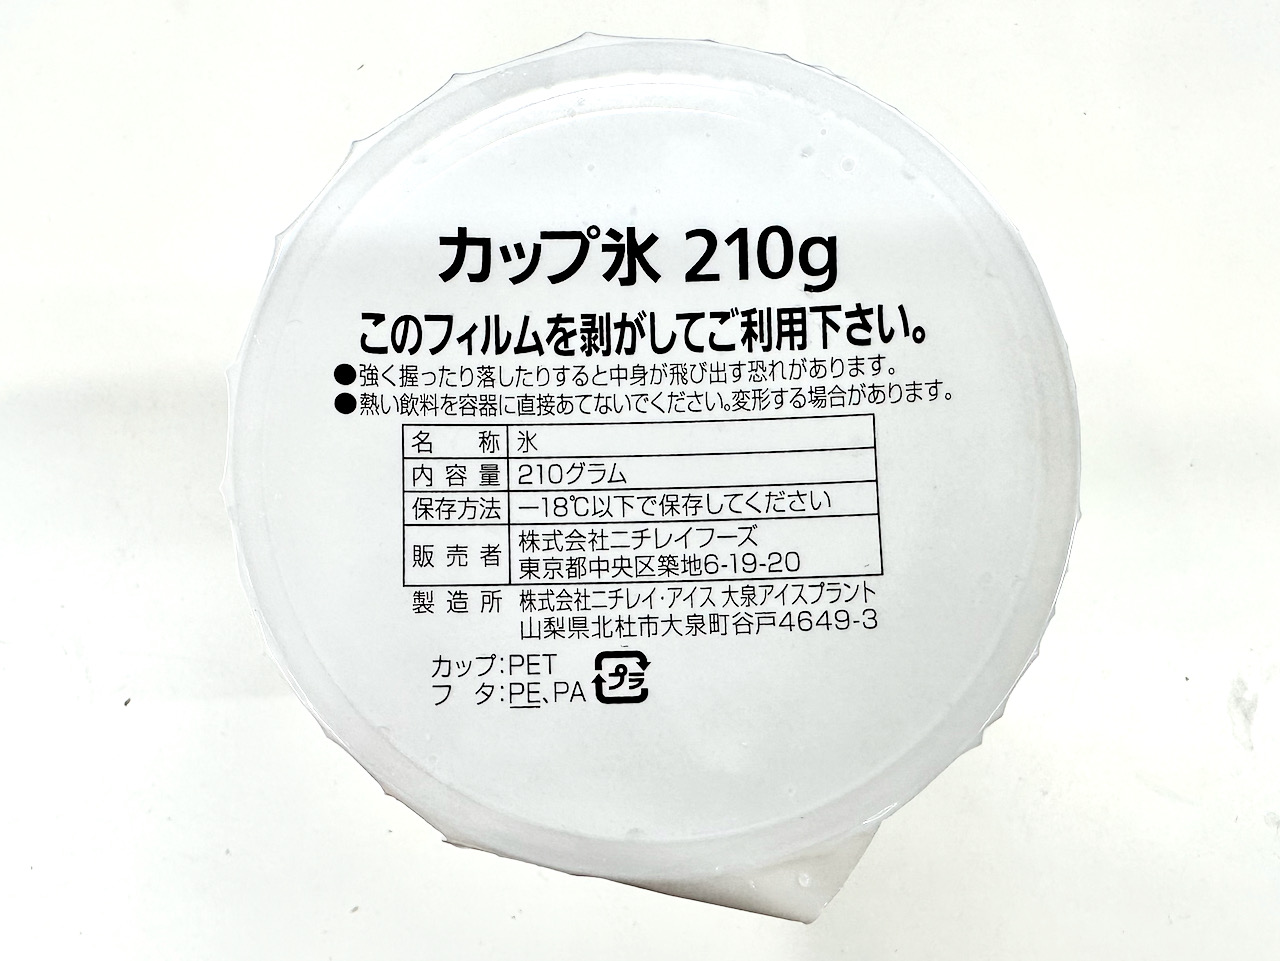 カップ氷 210g
このフィルムを剥がしてご利用下さい。
●強く握ったり落したりすると中身が飛び出す恐れがあります。
●熱い飲料を容器に直接あてないでください。変形する場合があります。
名 称 氷
内容量 210グラム
保存方法 −18℃以下で保存してください
販売者 株式会社ニチレイフーズ
東京都中央区築地6-19-20
製造所 株式会社ニチレイ・アイス 大泉アイスプラント
山梨県北杜市大泉町谷戸4649-3
カップ:PET
フ タ:PE、PA
プラ